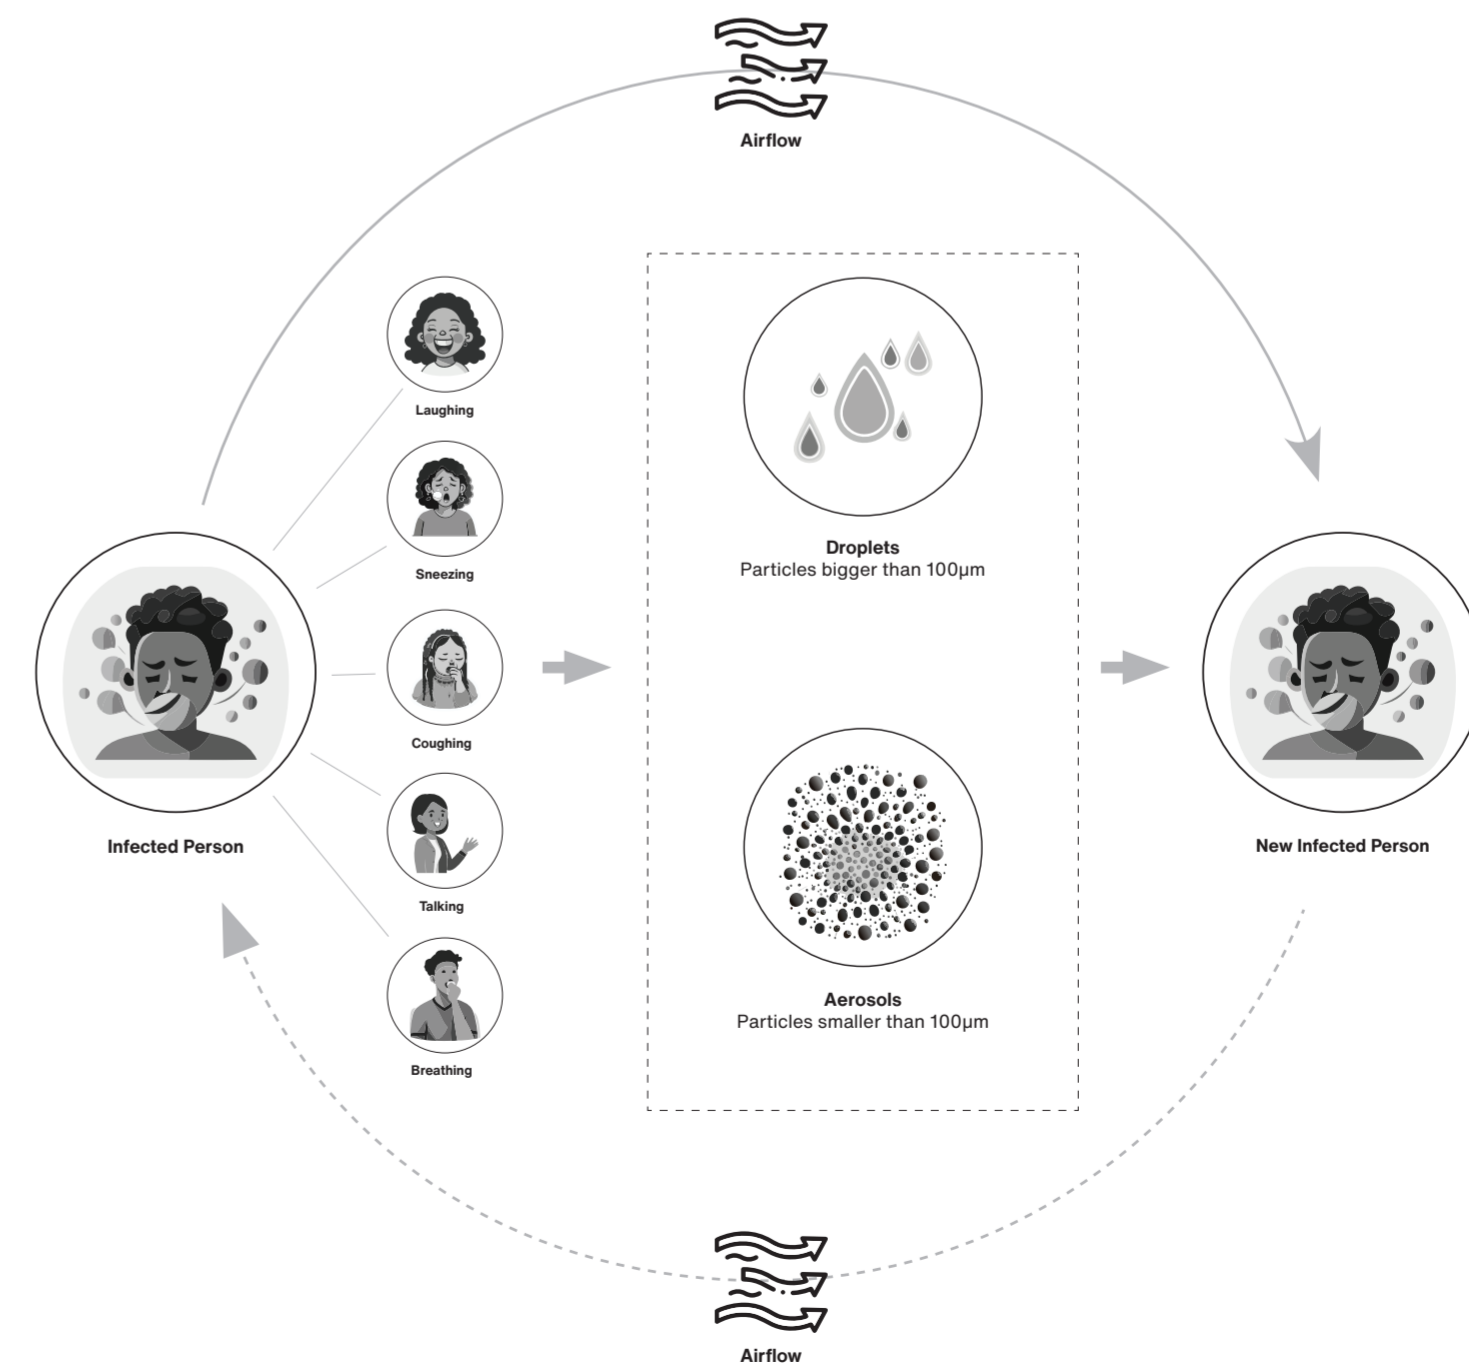 Airflow
Laughing
Sneezing
Coughing
Talking
Breathing
Infected Person
Droplets
Particles bigger than 100µm
Aerosols
Particles smaller than 100µm
New Infected Person
Airflow